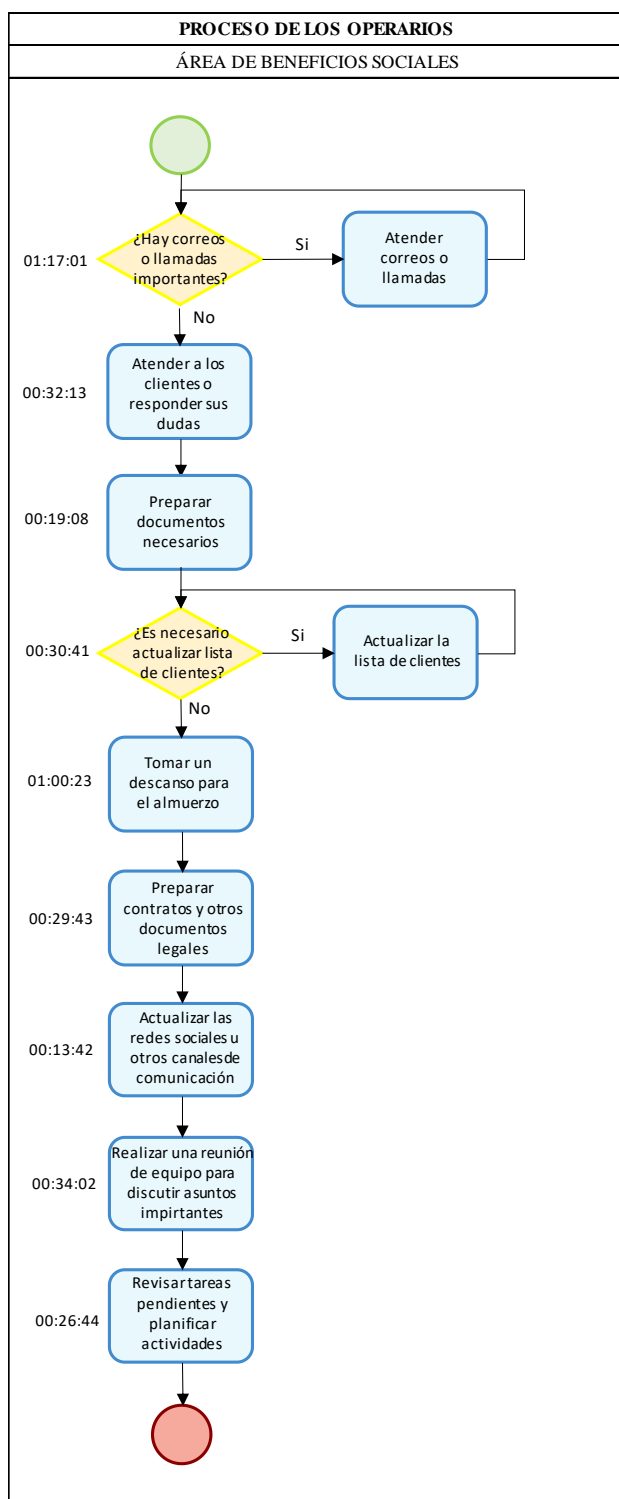 PROCESO DE LOS OPERARIOS
ÁREA DE BENEFICIOS SOCIALES
01:17:01
¿Hay correos
o llamadas
importantes?
Si
Atender
correos o
llamadas
No
00:32:13
Atender a los
clientes o
responder sus
dudas
00:19:08
Preparar
documentos
necesarios
00:30:41
¿Es necesario
actualizar lista
de clientes?
Si
Actualizar la
lista de clientes
No
01:00:23
Tomar un
descanso para
el almuerzo
00:29:43
Preparar
contratos y otros
documentos
legales
00:13:42
Actualizar las
redes sociales u
otros canales de
comunicación
00:34:02
Realizar una reunión
de equipo para
discutir asuntos
impirtantes
00:26:44
Revisar tareas
pendientes y
planificar
actividades